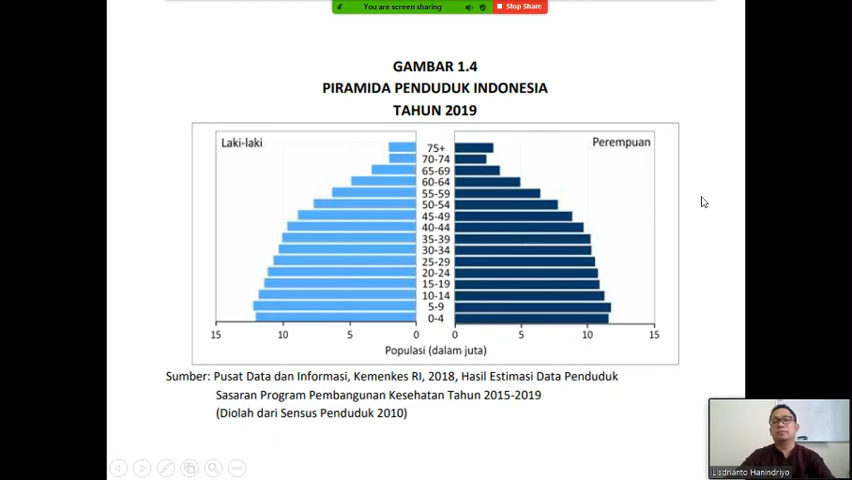 You are screen sharing
Stop Share
GAMBAR 1.4
PIRAMIDA PENDUDUK INDONESIA
TAHUN 2019
Laki-laki
Perempuan
75+
70-74
65-69
60-64
55-59
50-54
45-49
40-44
35-39
30-34
25-29
20-24
15-19
10-14
5-9
0-4
15 10 5 0 0 5 10 15
Populasi (dalam juta)
Sumber: Pusat Data dan Informasi, Kemenkes RI, 2018, Hasil Estimasi Data Penduduk
Sasaran Program Pembangunan Kesehatan Tahun 2015-2019
(Diolah dari Sensus Penduduk 2010)
Lisdrianto Hanindriyo